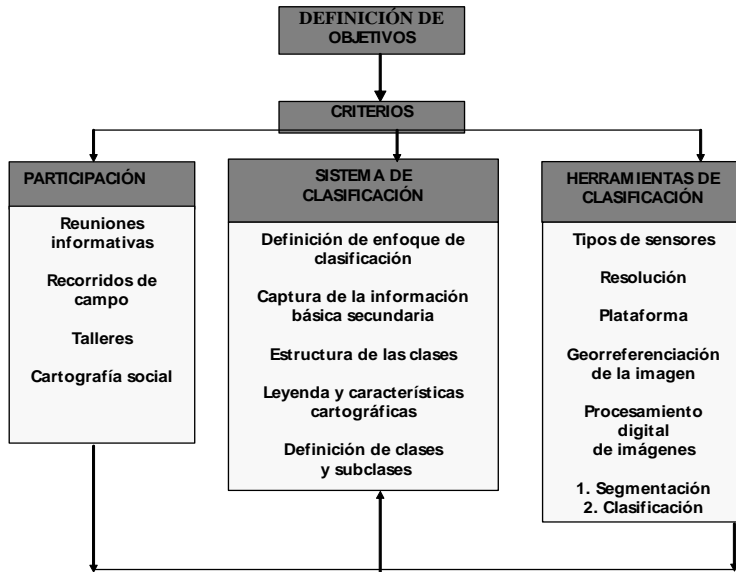 DEFINICIÓN DE
OBJETIVOS
CRITERIOS
PARTICIPACIÓN
Reuniones
informativas
Recorridos de
campo
Talleres
Cartografía social
SISTEMA DE
CLASIFICACIÓN
Definición de enfoque de
clasificación
Captura de la información
básica secundaria
Estructura de las clases
Leyenda y características
cartográficas
Definición de clases
y subclases
HERRAMIENTAS DE
CLASIFICACIÓN
Tipos de sensores
Resolución
Plataforma
Georreferenciación
de la imagen
Procesamiento
digital
de imágenes
1. Segmentación
2. Clasificación